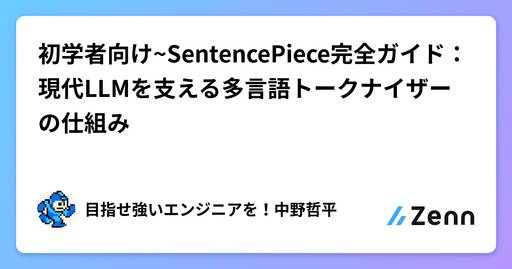 初学者向け~SentencePiece完全ガイド：
現代LLMを支える多言語トークナイザー
の仕組み
目指せ強いエンジニアを！中野哲平
Zenn